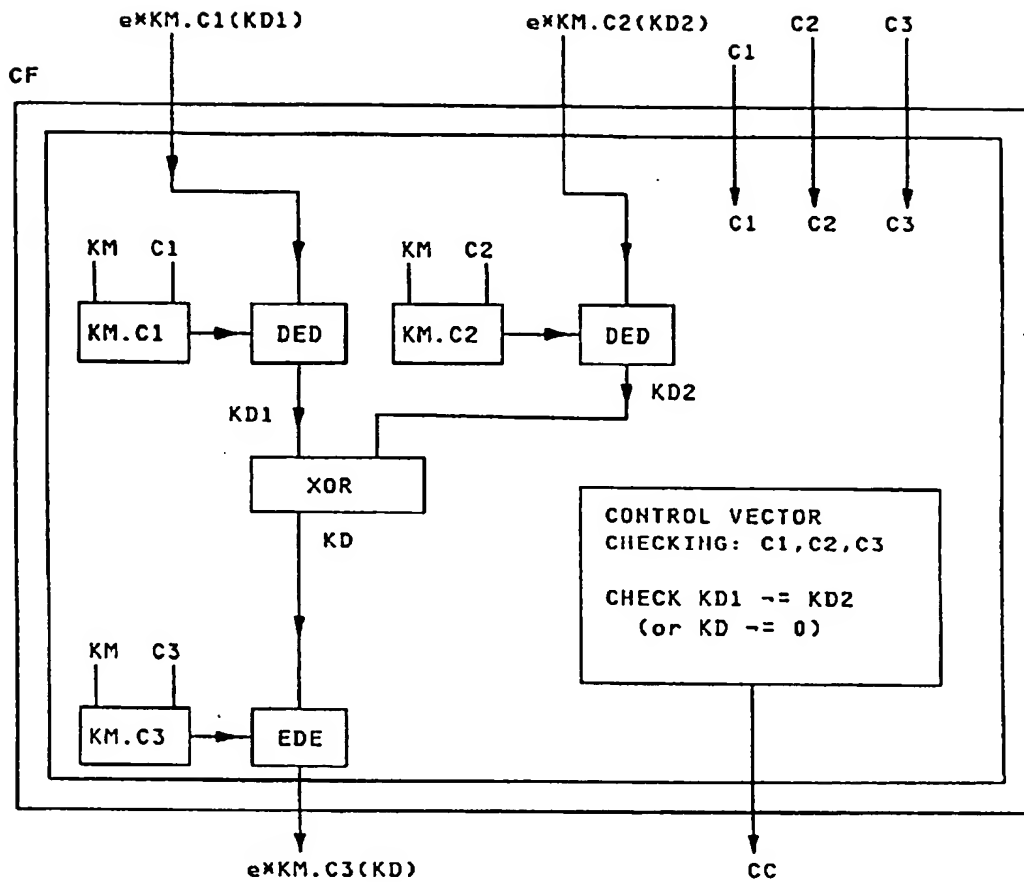 e*KM.C1(KD1) e*KM.C2(KD2) C1 C2 C3
CF
C1 C2 C3
KM C1 KM C2
KM.C1 DED KM.C2 DED
KD1 KD2
XOR
KD
CONTROL VECTOR
CHECKING: C1,C2,C3
CHECK KD1 ¬= KD2
(or KD ¬= 0)
KM C3
KM.C3 EDE
e*KM.C3(KD) CC